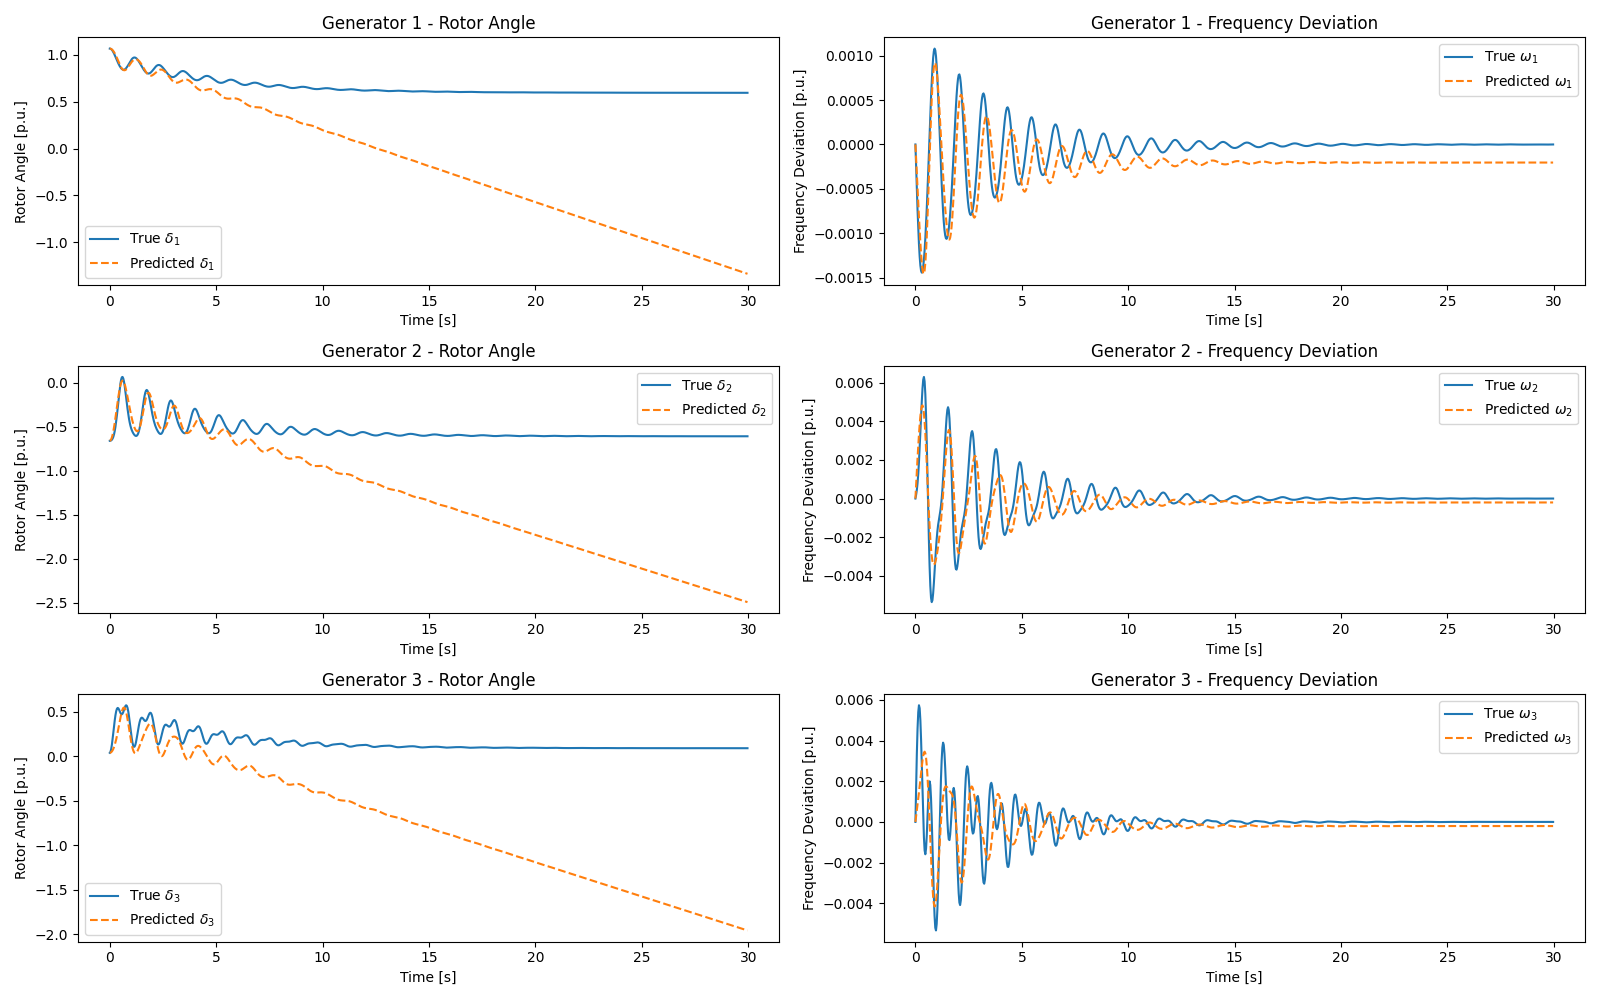 Generator 1 - Rotor Angle
Rotor Angle [p.u.]
1.0
0.5
0.0
−0.5
−1.0
True δ₁
Predicted δ₁
0 5 10 15 20 25 30
Time [s]
Generator 1 - Frequency Deviation
Frequency Deviation [p.u.]
0.0010
0.0005
0.0000
−0.0005
−0.0010
−0.0015
True ω₁
Predicted ω₁
0 5 10 15 20 25 30
Time [s]
Generator 2 - Rotor Angle
Rotor Angle [p.u.]
0.0
−0.5
−1.0
−1.5
−2.0
−2.5
True δ₂
Predicted δ₂
0 5 10 15 20 25 30
Time [s]
Generator 2 - Frequency Deviation
Frequency Deviation [p.u.]
0.006
0.004
0.002
0.000
−0.002
−0.004
True ω₂
Predicted ω₂
0 5 10 15 20 25 30
Time [s]
Generator 3 - Rotor Angle
Rotor Angle [p.u.]
0.5
0.0
−0.5
−1.0
−1.5
−2.0
True δ₃
Predicted δ₃
0 5 10 15 20 25 30
Time [s]
Generator 3 - Frequency Deviation
Frequency Deviation [p.u.]
0.006
0.004
0.002
0.000
−0.002
−0.004
True ω₃
Predicted ω₃
0 5 10 15 20 25 30
Time [s]